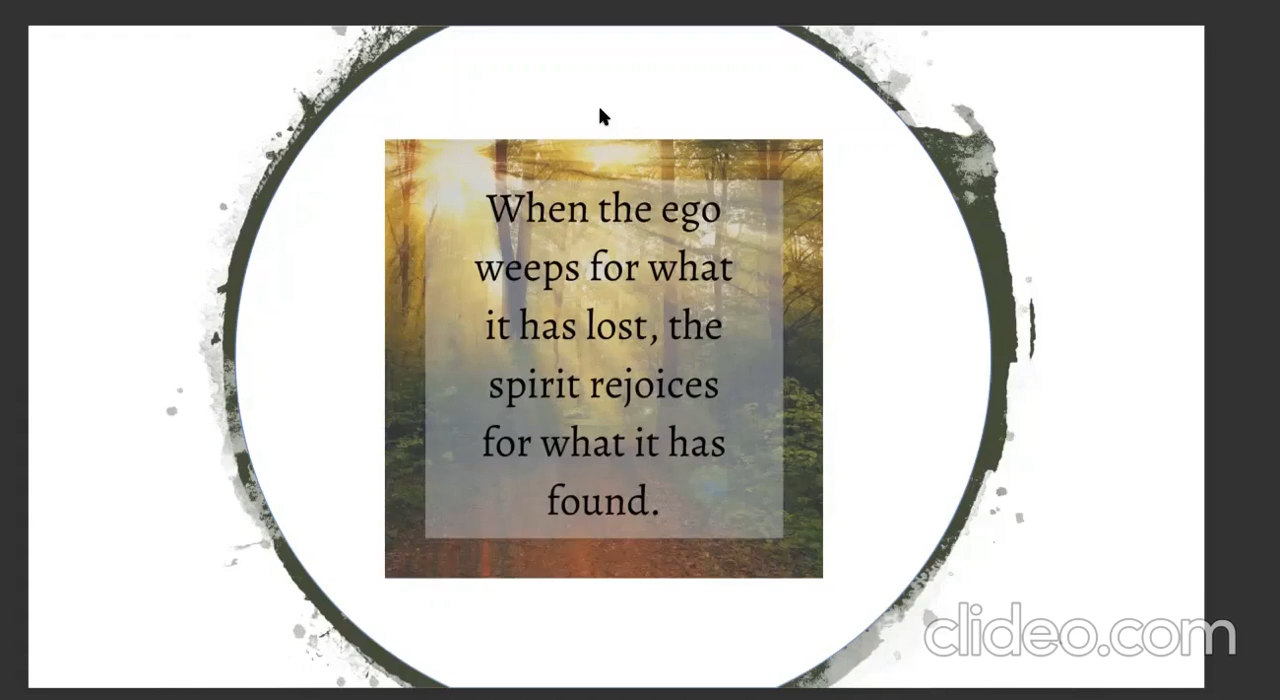 When the ego
weeps for what
it has lost, the
spirit rejoices
for what it has
found.
clideo.com